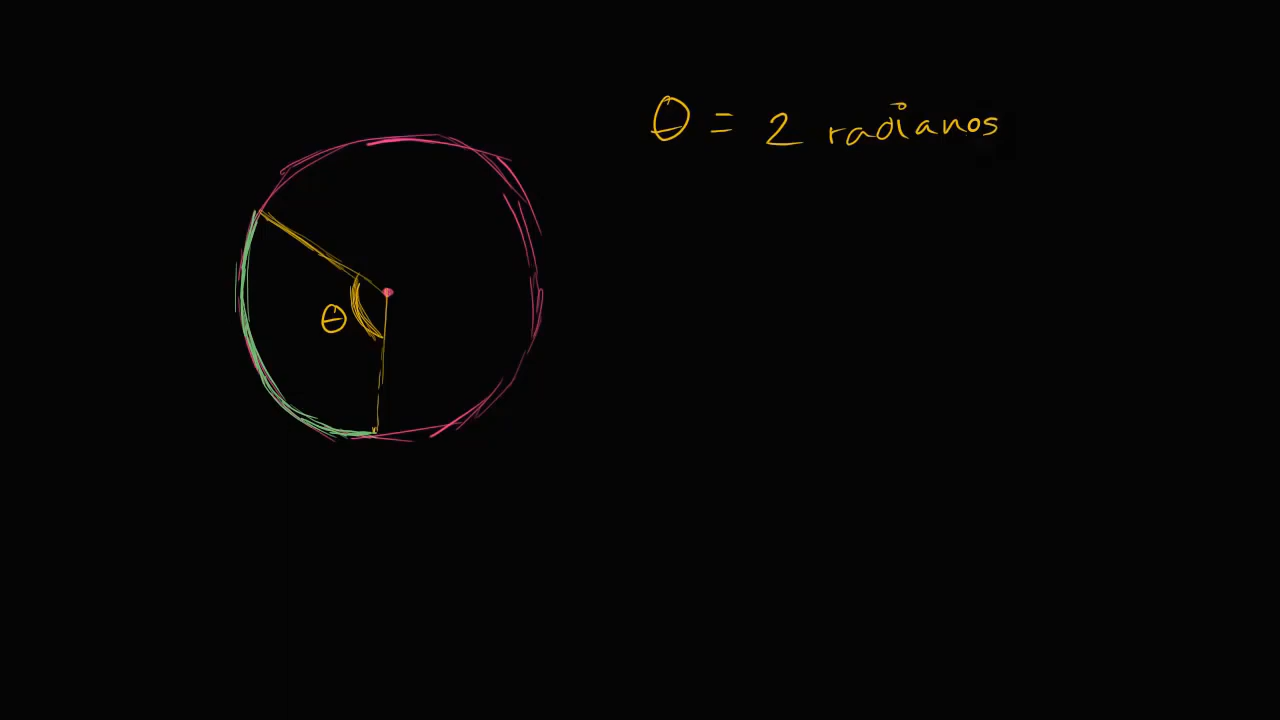 θ = 2 radianos
θ